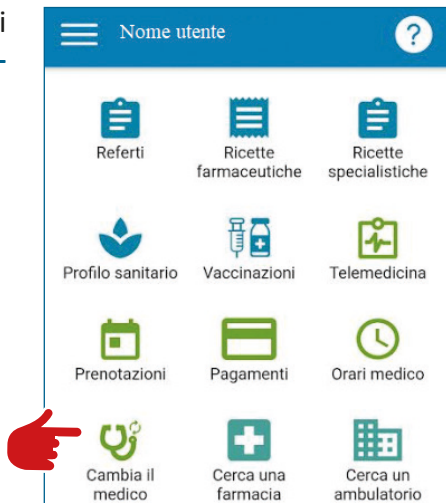 i
Nome utente
?
Referti
Ricette
farmaceutiche
Ricette
specialistiche
Profilo sanitario
Vaccinazioni
Telemedicina
Prenotazioni
Pagamenti
Orari medico
Cambia il
medico
Cerca una
farmacia
Cerca un
ambulatorio